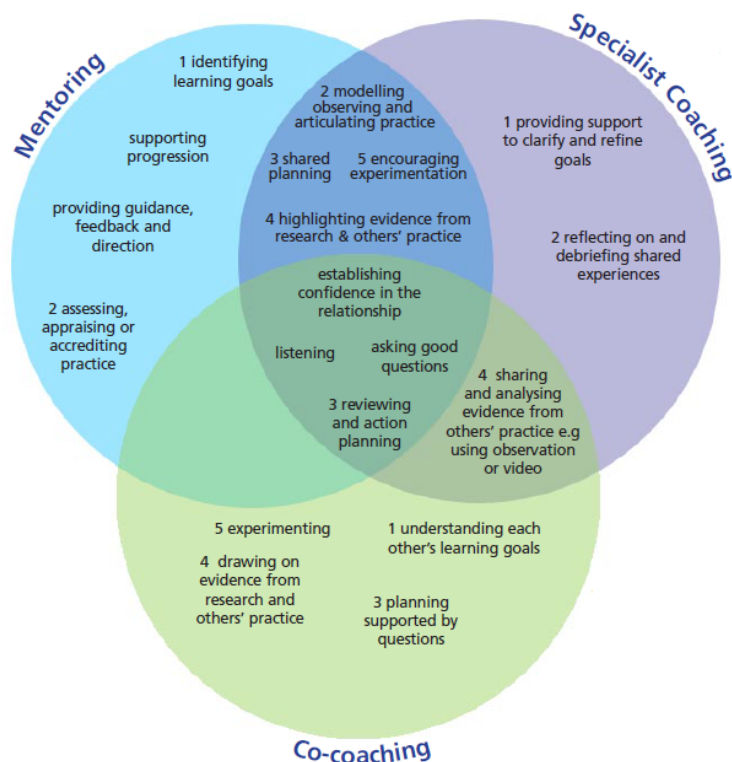 Mentoring
Specialist Coaching
1 identifying
learning goals
supporting
progression
providing guidance,
feedback and
direction
2 assessing,
appraising or
accrediting
practice
2 modelling
observing and
articulating practice
3 shared
planning
5 encouraging
experimentation
4 highlighting evidence from
research & others' practice
1 providing support
to clarify and refine
goals
2 reflecting on and
debriefing shared
experiences
establishing
confidence in the
relationship
listening
asking good
questions
3 reviewing
and action
planning
4 sharing
and analysing
evidence from
others' practice e.g
using observation
or video
5 experimenting
4 drawing on
evidence from
research and
others' practice
1 understanding each
other's learning goals
3 planning
supported by
questions
Co-coaching